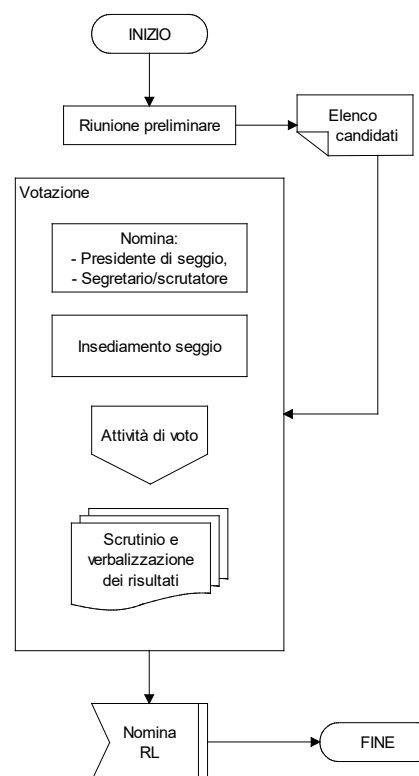 INIZIO
Riunione preliminare
Elenco
candidati
Votazione
Nomina:
- Presidente di seggio,
- Segretario/scrutatore
Insediamento seggio
Attività di voto
Scrutinio e
verbalizzazione
dei risultati
Nomina
RL
FINE